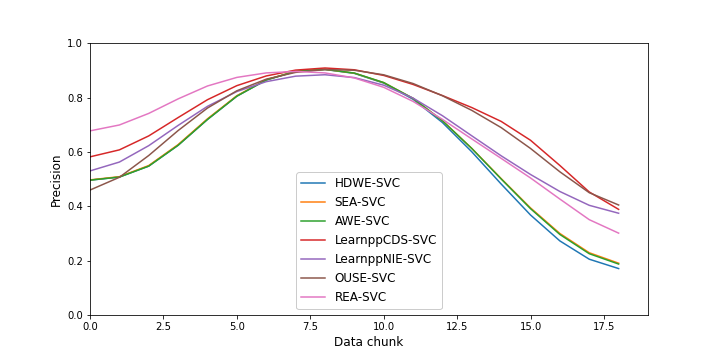 1.0
0.8
0.6
0.4
0.2
0.0
Precision
HDWE-SVC
SEA-SVC
AWE-SVC
LearnppCDS-SVC
LearnppNIE-SVC
OUSE-SVC
REA-SVC
0.0 2.5 5.0 7.5 10.0 12.5 15.0 17.5
Data chunk